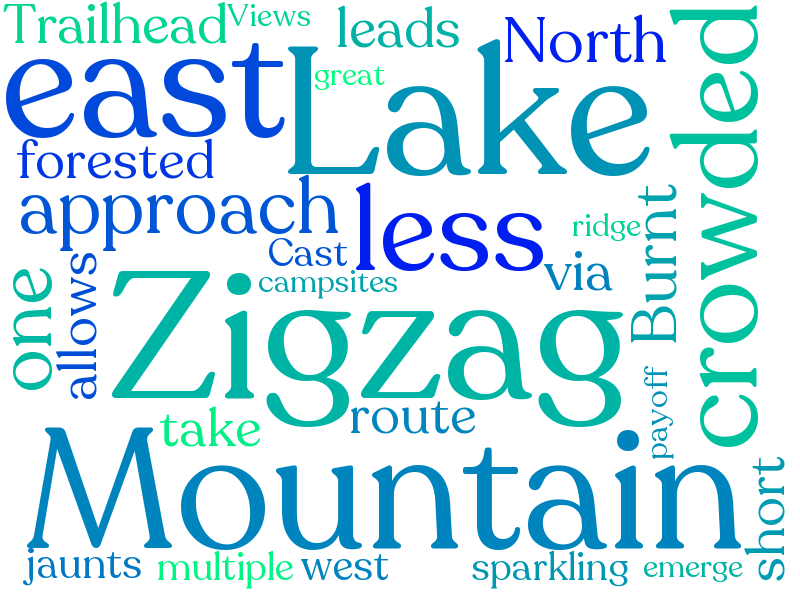 Trailhead
Views
leads
North
crowded
east
great
Lake
forested
approach
less
ridge
Burnt
Cast
via
campsites
one
allows
Zigzag
payoff
take
route
Mountain
short
jaunts
multiple
west
sparkling
emerge